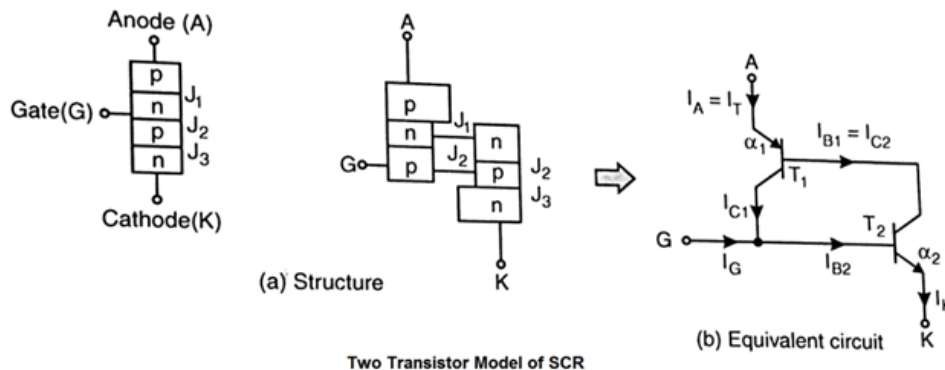 Anode (A)
p
n
p
n
J1
J2
J3
Gate(G)
Cathode(K)
A
p
n
p
J1
J2
G
n
p
n
J2
J3
K
(a) Structure
A
IA = IT
α1
T1
IB1 = IC2
IC1
G
IG
IB2
T2
α2
K
(b) Equivalent circuit
Two Transistor Model of SCR